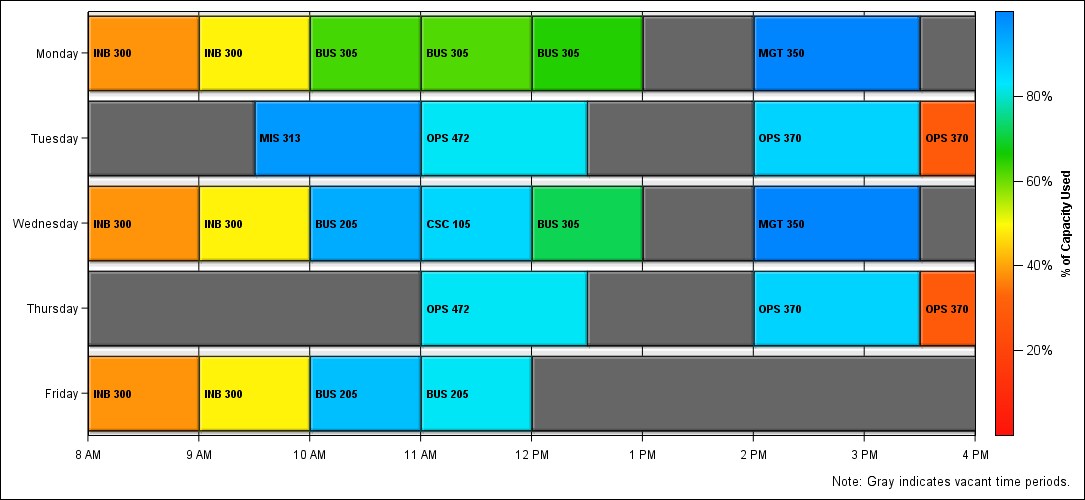 Monday
INB 300
INB 300
BUS 305
BUS 305
BUS 305
MGT 350
Tuesday
MIS 313
OPS 472
OPS 370
OPS 370
Wednesday
INB 300
INB 300
BUS 205
CSC 105
BUS 305
MGT 350
Thursday
OPS 472
OPS 370
OPS 370
Friday
INB 300
INB 300
BUS 205
BUS 205
8 AM
9 AM
10 AM
11 AM
12 PM
1 PM
2 PM
3 PM
4 PM
80%
60%
40%
20%
% of Capacity Used
Note: Gray indicates vacant time periods.